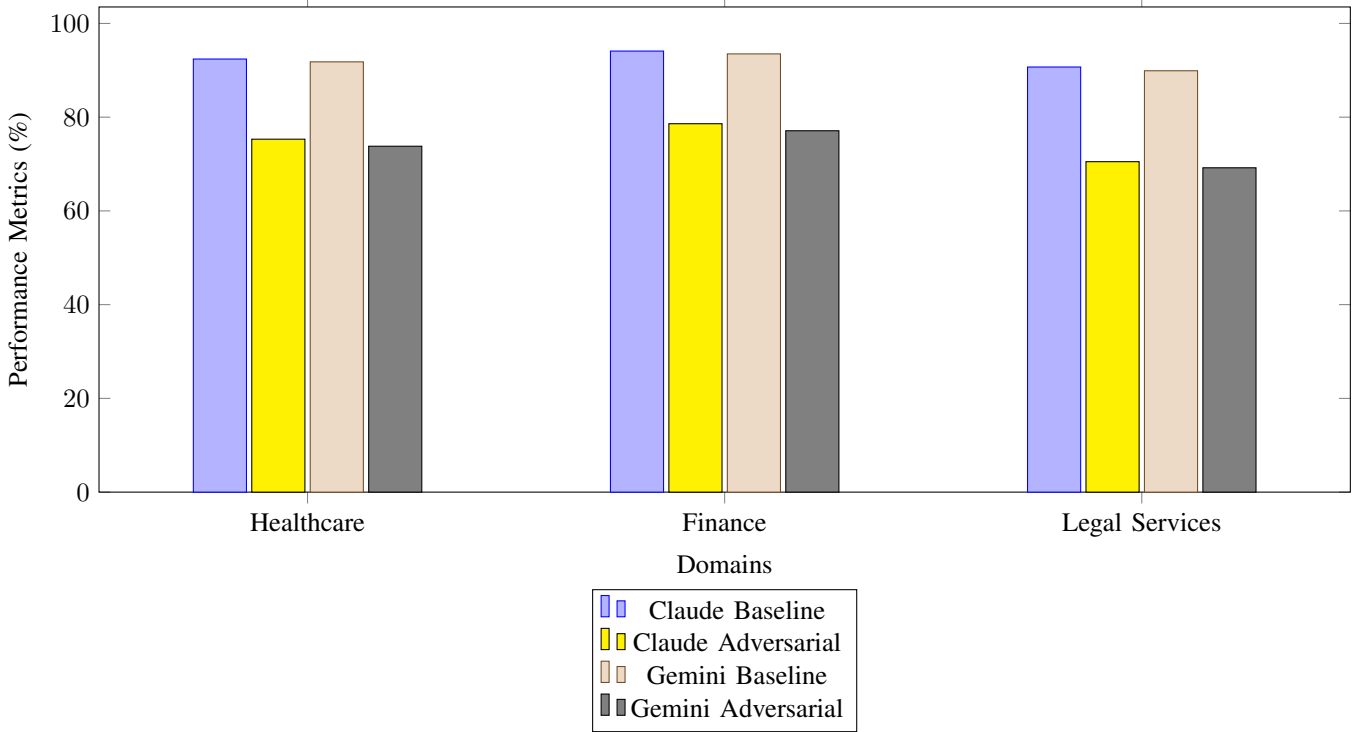 100
80
60
40
20
0
Performance Metrics (%)
Healthcare
Finance
Legal Services
Domains
Claude Baseline
Claude Adversarial
Gemini Baseline
Gemini Adversarial